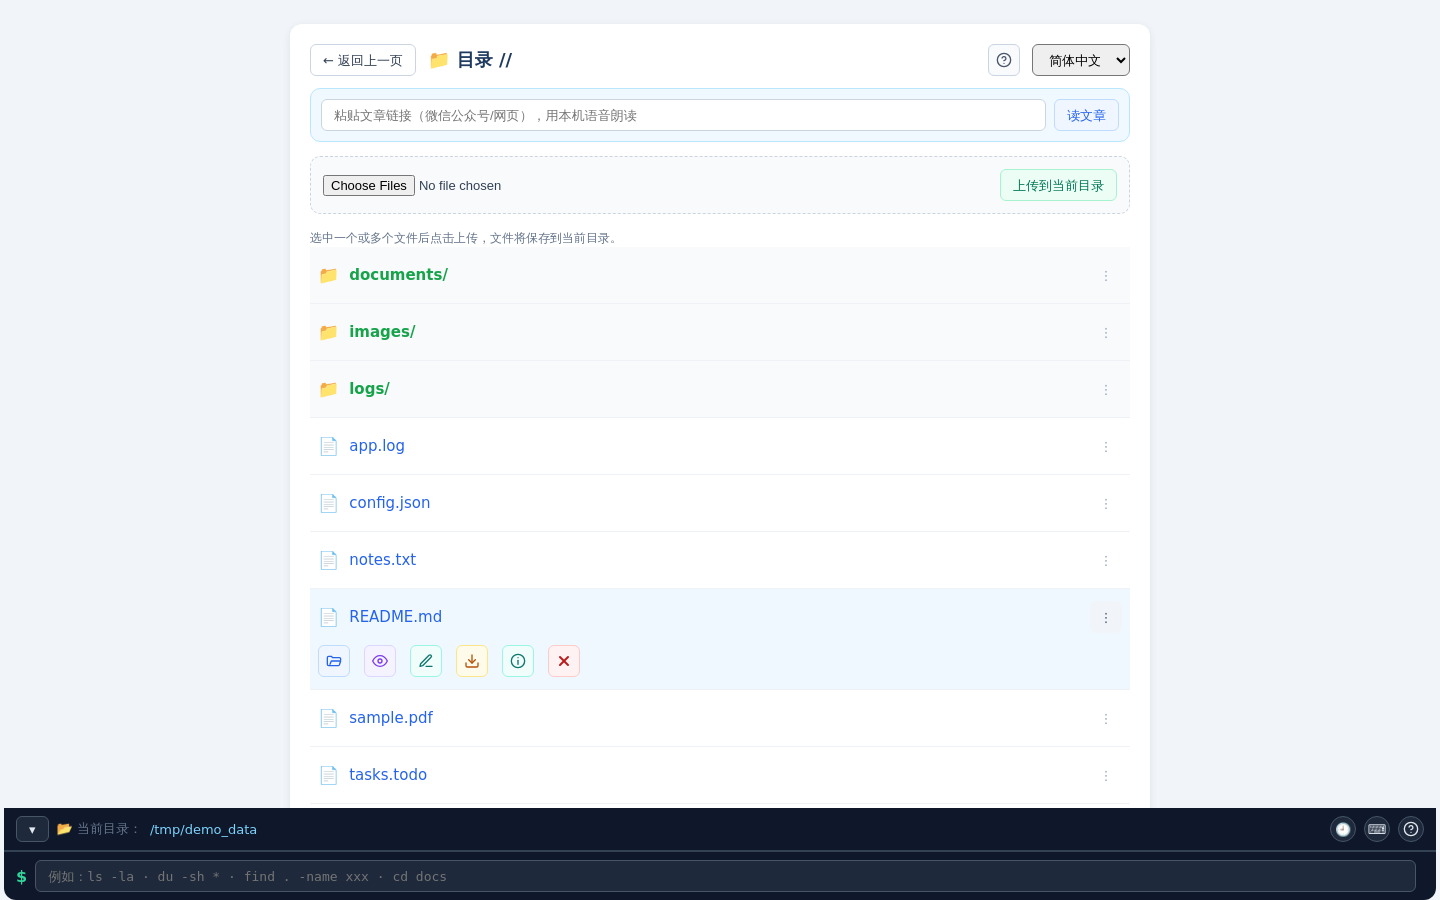 ← 返回上一页
目录 //
简体中文
粘贴文章链接（微信公众号/网页），用本机语音朗读
读文章
Choose Files No file chosen
上传到当前目录
选中一个或多个文件后点击上传，文件将保存到当前目录。
documents/
images/
logs/
app.log
config.json
notes.txt
README.md
sample.pdf
tasks.todo
当前目录： /tmp/demo_data
$ 例如：ls -la · du -sh * · find . -name xxx · cd docs